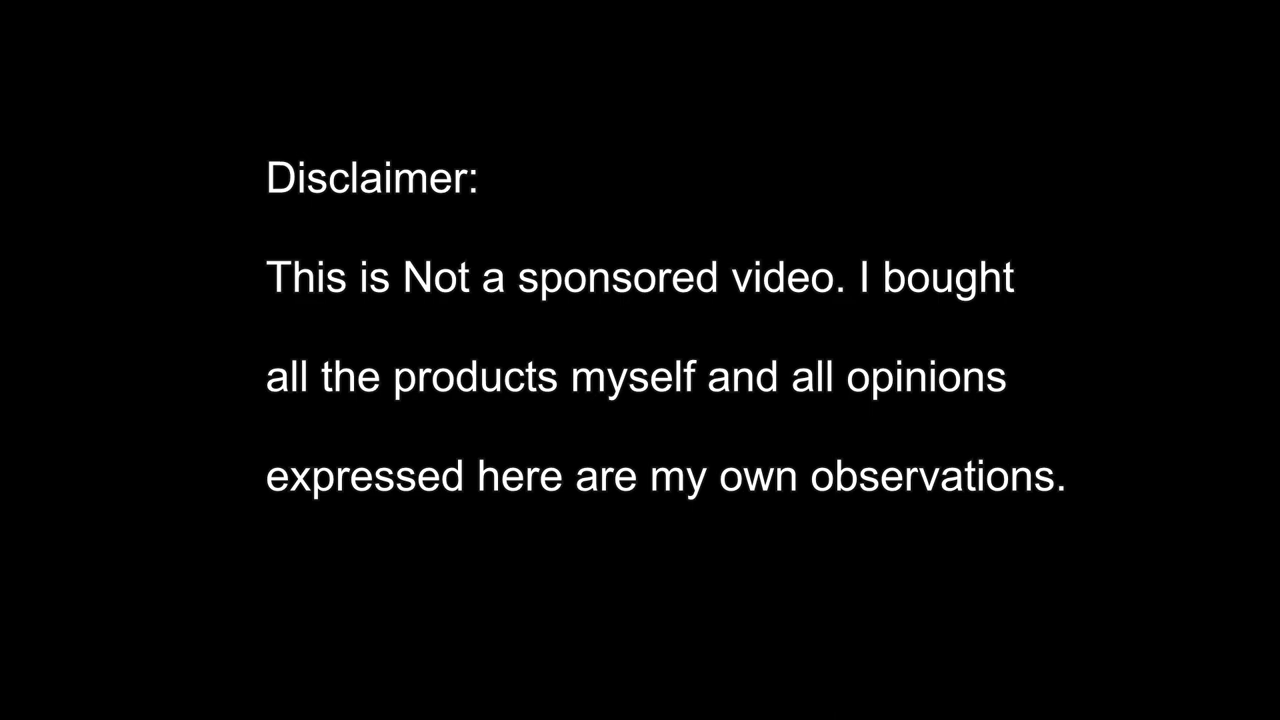 Disclaimer:
This is Not a sponsored video. I bought
all the products myself and all opinions
expressed here are my own observations.